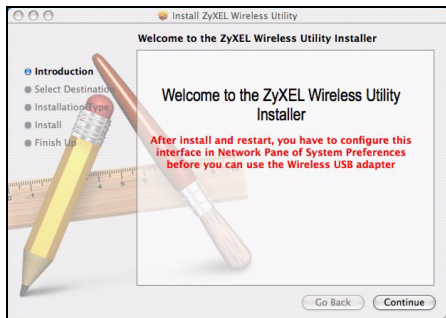 Install ZyXEL Wireless Utility
Welcome to the ZyXEL Wireless Utility Installer
Introduction
Select Destination
Installation Type
Install
Finish Up
Welcome to the ZyXEL Wireless Utility
Installer
After install and restart, you have to configure this
interface in Network Pane of System Preferences
before you can use the Wireless USB adapter
Go Back
Continue